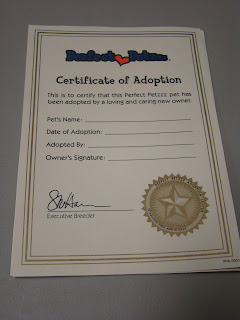 Perfect Petzzz
Certificate of Adoption
This is to certify that this Perfect Petzzz pet has
been adopted by a loving and caring new owner.
Pet's Name:
Date of Adoption:
Adopted By:
Owner's Signature:
Executive Breeder